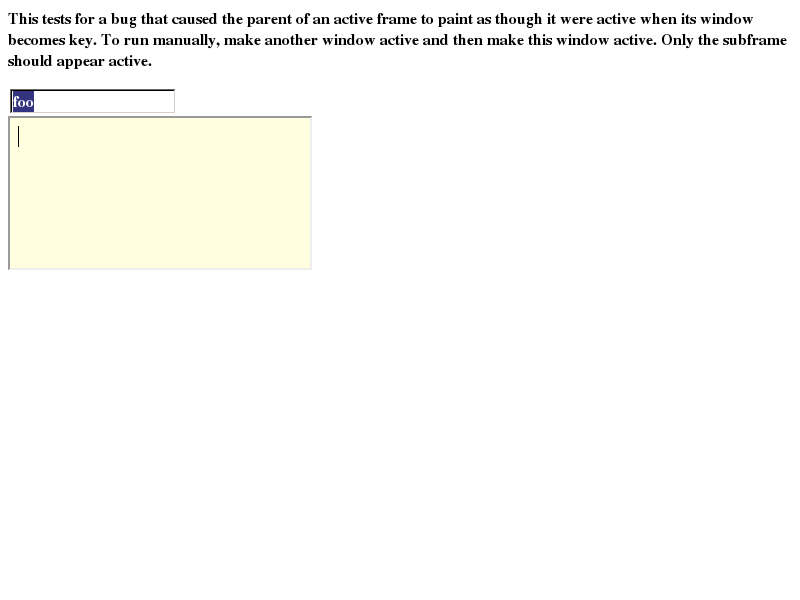 This tests for a bug that caused the parent of an active frame to paint as though it were active when its window
becomes key. To run manually, make another window active and then make this window active. Only the subframe
should appear active.
foo